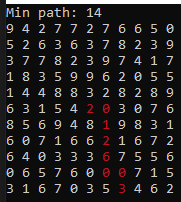 Min path: 14
9 4 2 7 7 2 7 6 6 5 0
5 2 6 3 6 3 7 8 2 3 9
3 7 7 8 2 3 9 7 4 1 7
1 8 3 5 9 9 6 2 0 5 5
1 4 4 8 8 3 2 8 2 8 9
6 3 1 5 4 2 0 3 0 7 6
8 5 6 9 4 8 1 9 8 3 1
6 0 7 1 6 6 2 1 6 7 2
6 4 0 3 3 3 6 7 5 5 6
0 6 5 7 6 0 0 0 7 1 5
3 1 6 7 0 3 5 3 4 6 2